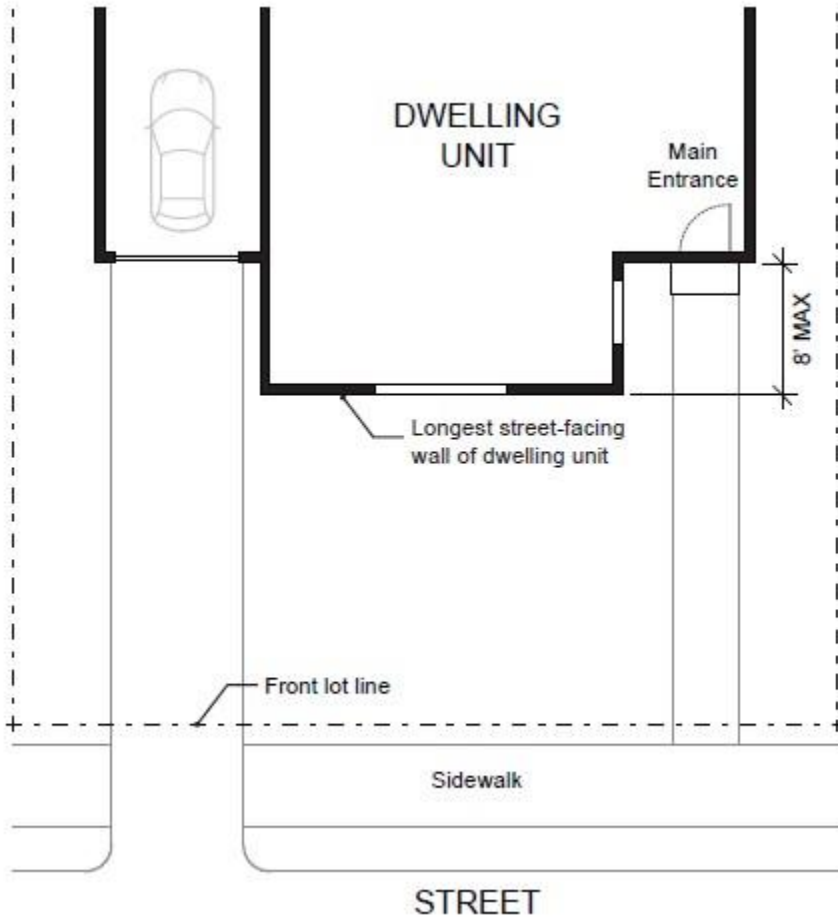 DWELLING
UNIT
Main
Entrance
8' MAX
Longest street-facing
wall of dwelling unit
Front lot line
Sidewalk
STREET